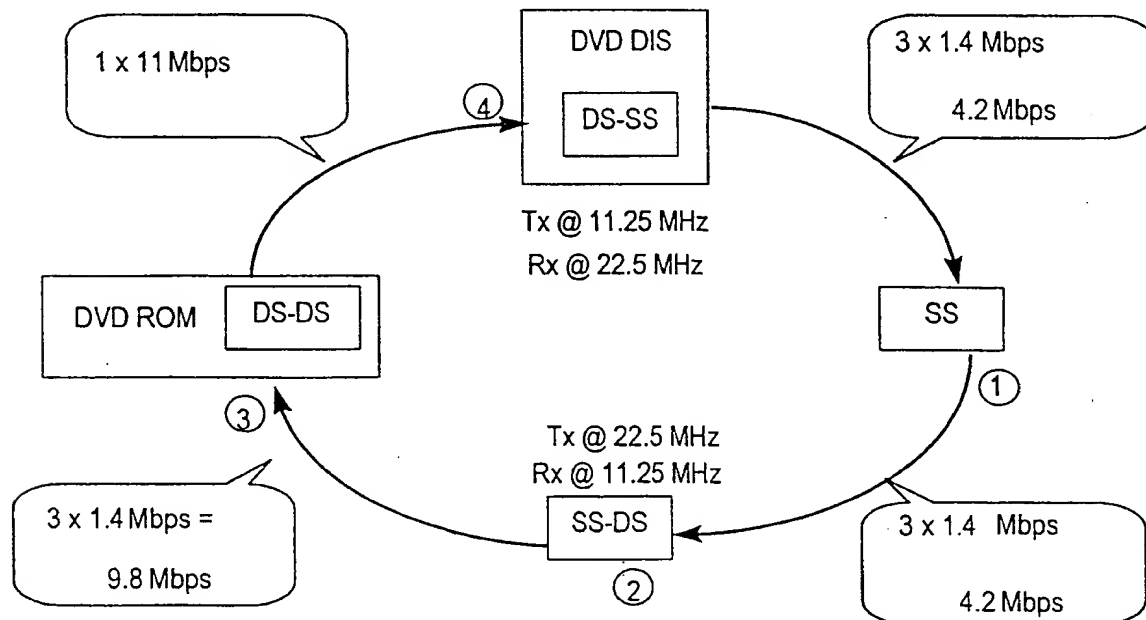 1 x 11 Mbps
DVD DIS
DS-SS
3 x 1.4 Mbps
4.2 Mbps
4
Tx @ 11.25 MHz
Rx @ 22.5 MHz
DVD ROM
DS-DS
SS
1
3
Tx @ 22.5 MHz
Rx @ 11.25 MHz
3 x 1.4 Mbps =
9.8 Mbps
SS-DS
2
3 x 1.4 Mbps
4.2 Mbps